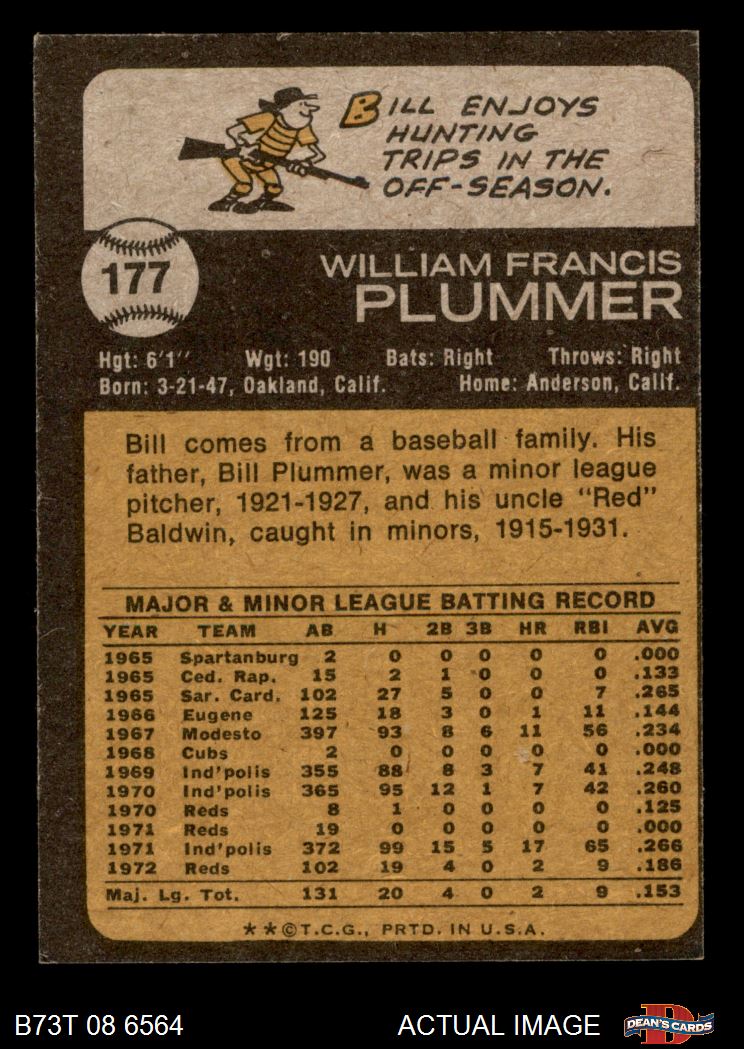 BILL ENJOYS
HUNTING
TRIPS IN THE
OFF-SEASON.
177
WILLIAM FRANCIS
PLUMMER
Hgt: 6'1" Wgt: 190 Bats: Right Throws: Right
Born: 3-21-47, Oakland, Calif. Home: Anderson, Calif.
Bill comes from a baseball family. His
father, Bill Plummer, was a minor league
pitcher, 1921-1927, and his uncle "Red"
Baldwin, caught in minors, 1915-1931.
MAJOR & MINOR LEAGUE BATTING RECORD
YEAR TEAM AB H 2B 3B HR RBI AVG
1965 Spartanburg 2 0 0 0 0 0 .000
1965 Ced. Rap. 15 2 1 0 0 0 .133
1965 Sar. Card. 102 27 5 0 0 7 .265
1966 Eugene 125 18 3 0 1 11 .144
1967 Modesto 397 93 8 6 11 56 .234
1968 Cubs 2 0 0 0 0 0 .000
1969 Ind'polis 355 88 8 3 7 41 .248
1970 Ind'polis 365 95 12 1 7 42 .260
1970 Reds 8 1 0 0 0 0 .125
1971 Reds 19 0 0 0 0 0 .000
1971 Ind'polis 372 99 15 5 17 65 .266
1972 Reds 102 19 4 0 2 9 .186
Maj. Lg. Tot. 131 20 4 0 2 9 .153
**©T.C.G., PRTD. IN U.S.A.
B73T 08 6564 ACTUAL IMAGE D DEAN'S CARDS